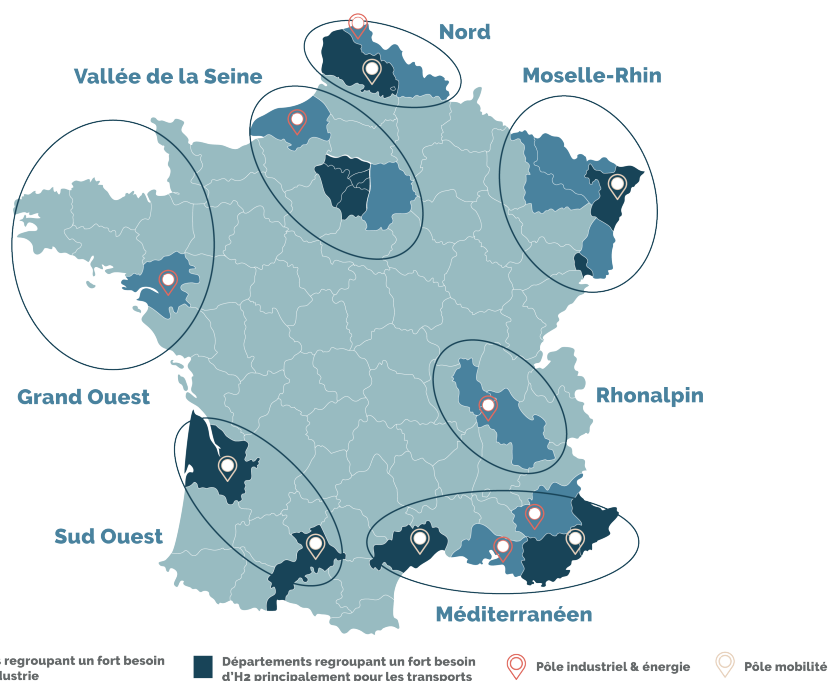 Nord
Vallée de la Seine
Moselle-Rhin
Grand Ouest
Rhonalpin
Sud Ouest
Méditerranéen
regroupant un fort besoin
Départements regroupant un fort besoin
d'H2 principalement pour les transports
Pôle industriel & énergie
Pôle mobilité